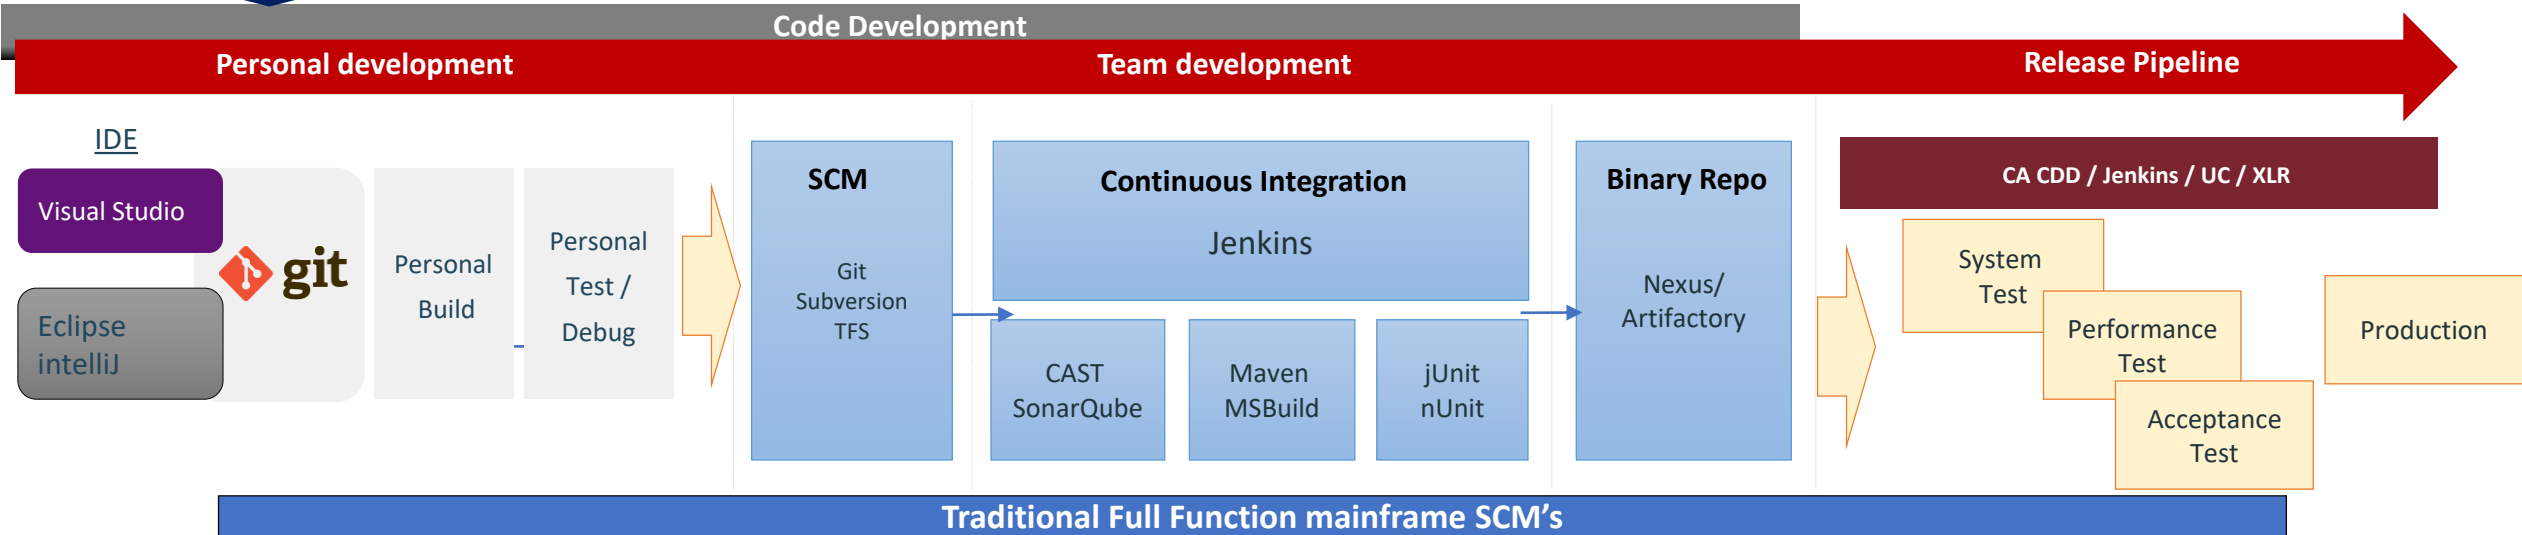 Code Development
Personal development
Team development
Release Pipeline
IDE
Visual Studio
Eclipse
intelliJ
git
Personal
Build
Personal
Test /
Debug
SCM
Git
Subversion
TFS
Continuous Integration
Jenkins
CAST
SonarQube
Maven
MSBuild
jUnit
nUnit
Binary Repo
Nexus/
Artifactory
CA CDD / Jenkins / UC / XLR
System
Test
Performance
Test
Acceptance
Test
Production
Traditional Full Function mainframe SCM’s